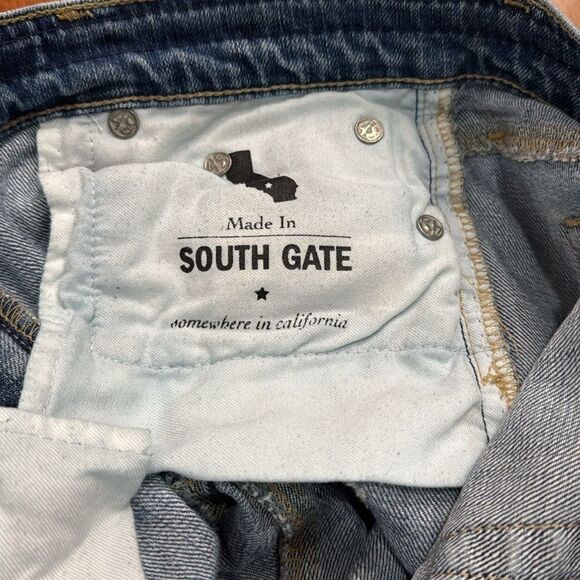 Made In
SOUTH GATE
somewhere in california